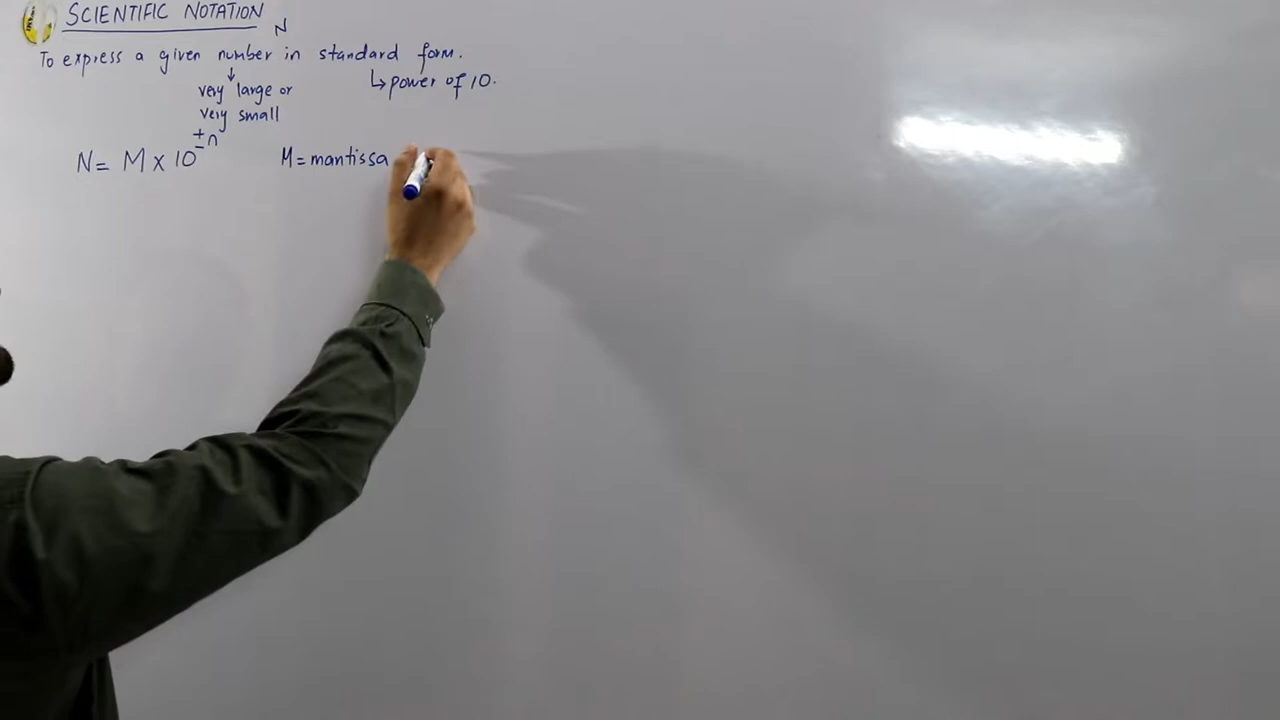 SCIENTIFIC NOTATION
N
To express a given number in standard form.
↓ ↳power of 10.
very large or
very small
N= M x 10^±n M= mantissa